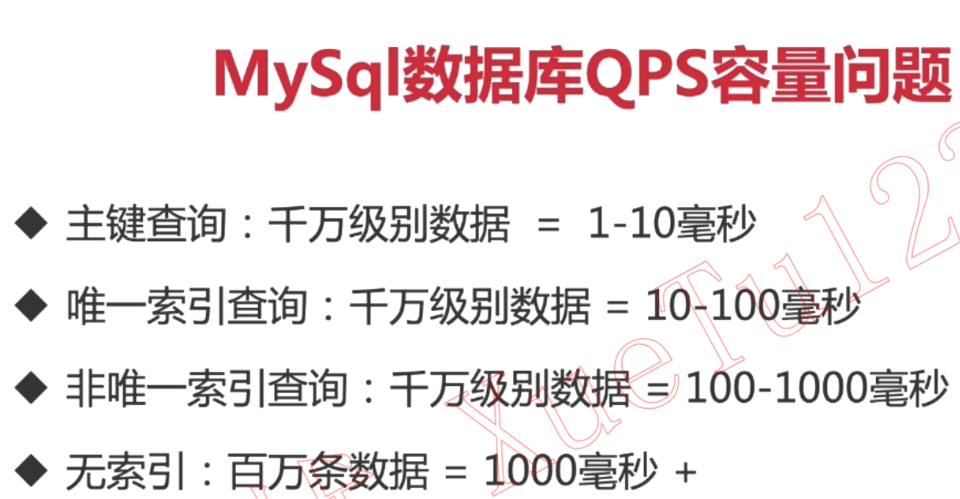 MySql数据库QPS容量问题
◆ 主键查询：千万级别数据 = 1-10毫秒
◆ 唯一索引查询：千万级别数据 = 10-100毫秒
◆ 非唯一索引查询：千万级别数据 = 100-1000毫秒
◆ 无索引：百万条数据 = 1000毫秒 +
XueTu122